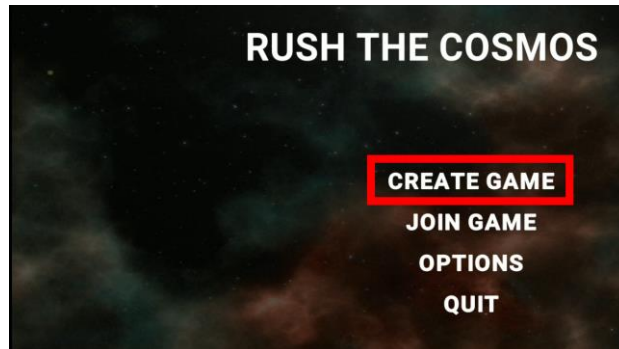 RUSH THE COSMOS
CREATE GAME
JOIN GAME
OPTIONS
QUIT